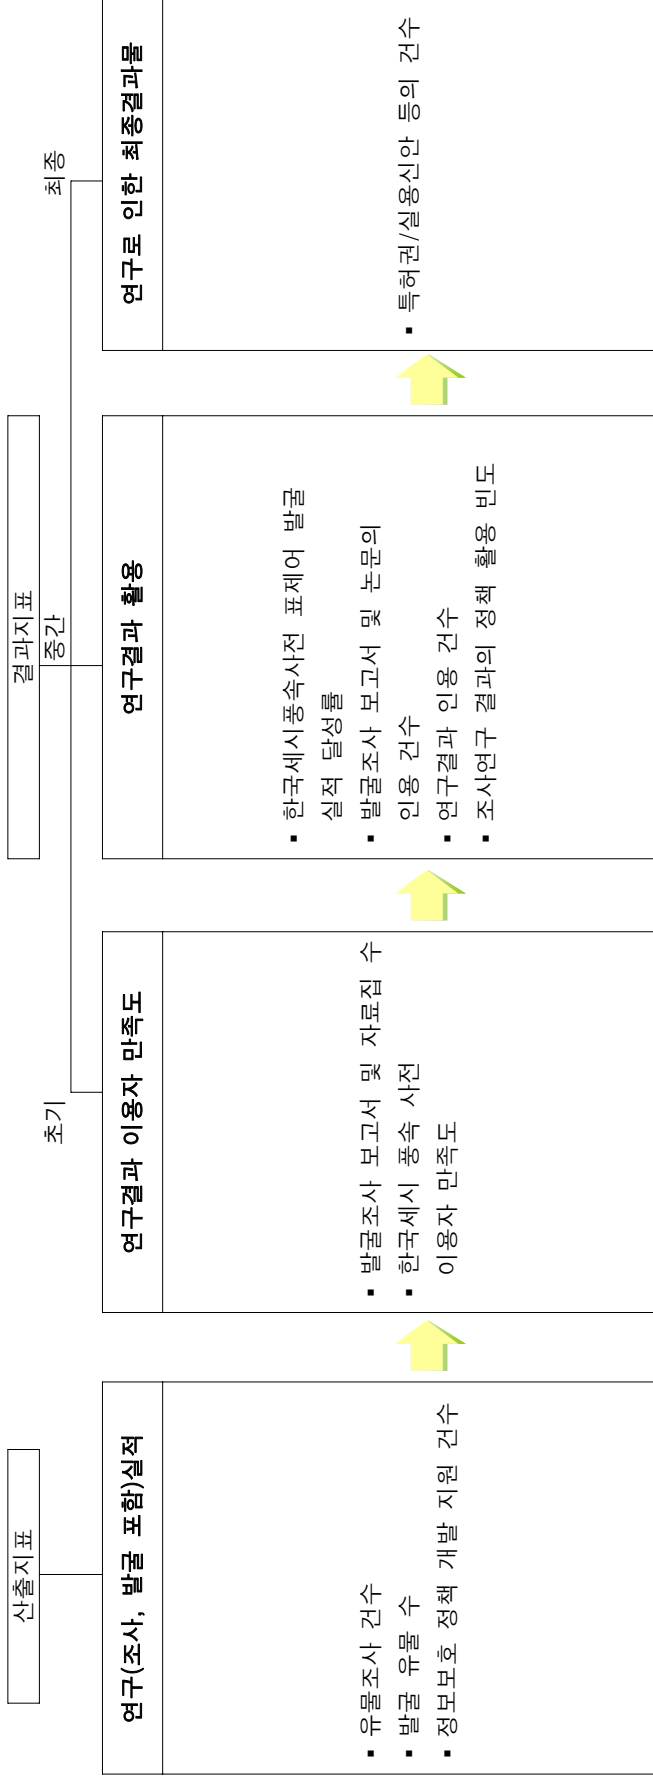 산출지표
연구(조사, 발굴 포함)실적
▪ 유물조사 건수
▪ 발굴 유물 수
▪ 정보보호 정책 개발 지원 건수
결과지표
초기
중간
최종
연구결과 이용자 만족도
▪ 발굴조사 보고서 및 자료집 수
▪ 한국세시 풍속 사전
이용자 만족도
연구결과 활용
▪ 한국세시풍속사전 표제어 발굴
실적 달성률
▪ 발굴조사 보고서 및 논문의
인용 건수
▪ 연구결과 인용 건수
▪ 조사연구 결과의 정책 활용 빈도
연구로 인한 최종결과물
▪ 특허권/실용신안 등의 건수